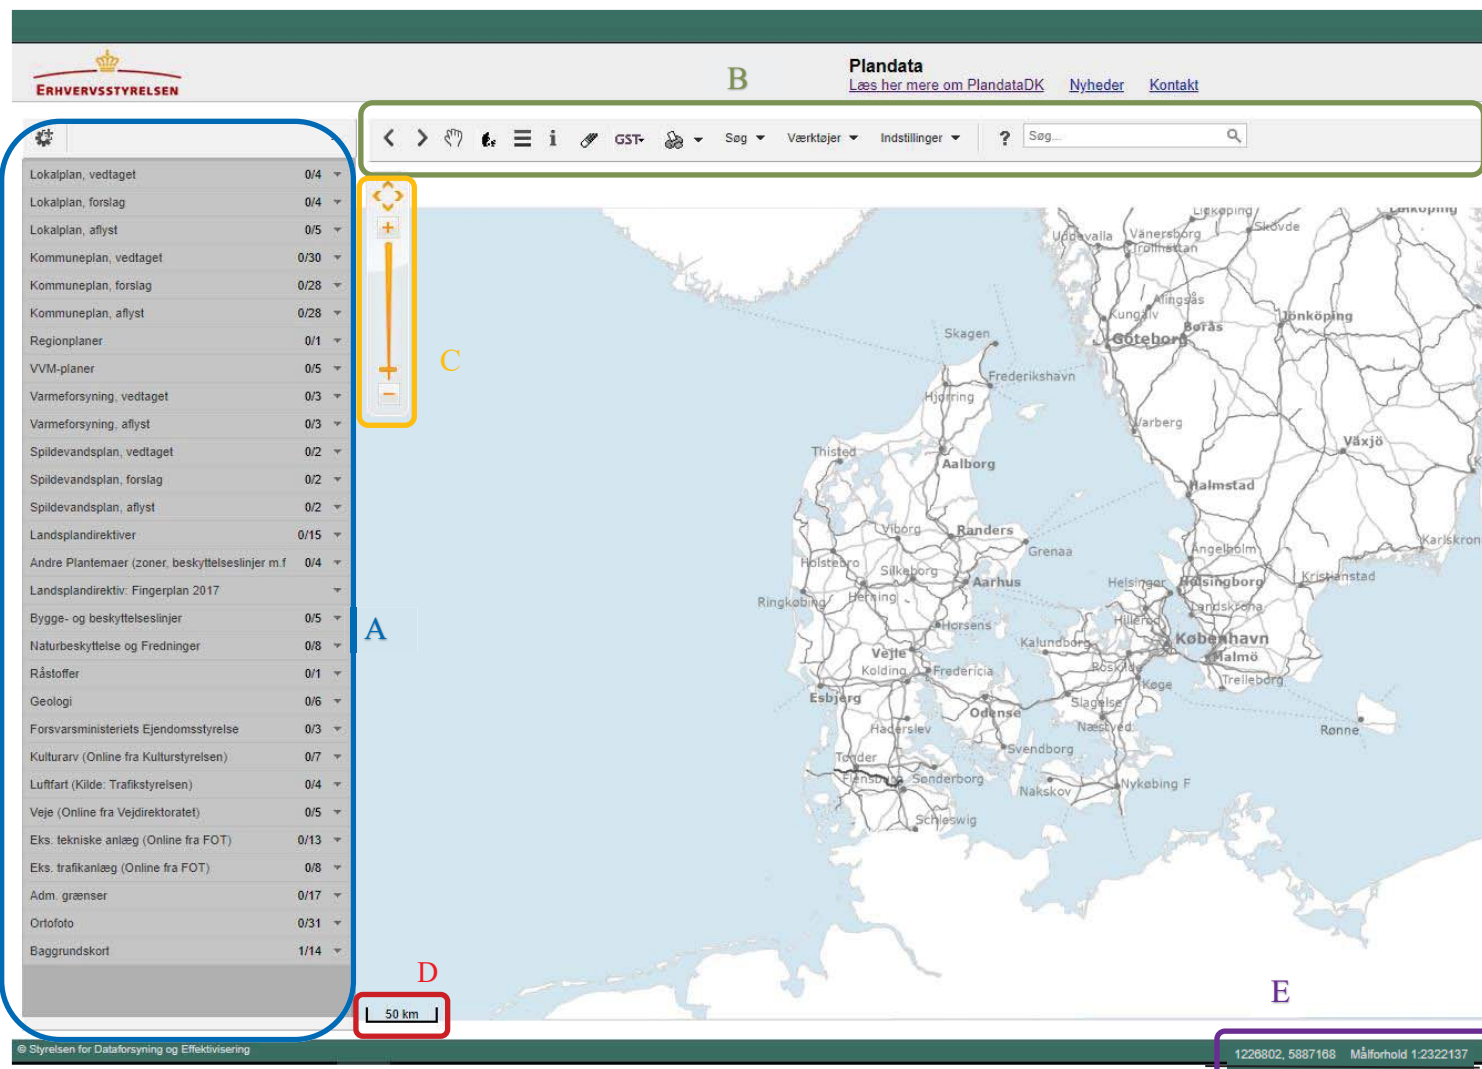 Plandata
ERHVERVSSTYRELSEN
B
Læs her mere om PlandataDK Nyheder Kontakt
i GST Søg Værktøjer Indstillinger ? Søg...
Lokalplan, vedtaget 0/4
Lokalplan, forslag 0/4
Lokalplan, aflyst 0/5
Kommuneplan, vedtaget 0/30
Kommuneplan, forslag 0/28
Kommuneplan, aflyst 0/28
Regionplaner 0/1
VVM-planer 0/5
Varmeforsyning, vedtaget 0/3
Varmeforsyning, aflyst 0/3
Spildevandsplan, vedtaget 0/2
Spildevandsplan, forslag 0/2
Spildevandsplan, aflyst 0/2
Landsplandirektiver 0/15
Andre Plantemaer (zoner, beskyttelseslinjer m.f 0/4
Landsplandirektiv: Fingerplan 2017
Bygge- og beskyttelseslinjer 0/5
Naturbeskyttelse og Fredninger 0/8
Råstoffer 0/1
Geologi 0/6
Forsvarsministeriets Ejendomsstyrelse 0/3
Kulturarv (Online fra Kulturstyrelsen) 0/7
Luftfart (Kilde: Trafikstyrelsen) 0/4
Veje (Online fra Vejdirektoratet) 0/5
Eks. tekniske anlæg (Online fra FOT) 0/13
Eks. trafikanlæg (Online fra FOT) 0/8
Adm. grænser 0/17
Ortofoto 0/31
Baggrundskort 1/14
A
C
D
E
Lidköping
Linköping
Skövde
Uddevalla
Vänersborg
Trollhättan
Alingsås
Kungälv
Borås
Jönköping
Göteborg
Skagen
Frederikshavn
Hjørring
Varberg
Växjö
Thisted
Aalborg
Halmstad
Viborg
Randers
Grenaa
Ängelholm
Karlskron
Holstebro
Silkeborg
Aarhus
Helsingør
Helsingborg
Kristianstad
Ringkøbing
Herning
Landskrona
Hillerød
Horsens
Kalundborg
København
Vejle
Malmö
Kolding
Fredericia
Roskilde
Trelleborg
Køge
Esbjerg
Odense
Slagelse
Haderslev
Næstved
Rønne
Svendborg
Tønder
Flensburg
Sønderborg
Nakskov
Nykøbing F
Schleswig
50 km
© Styrelsen for Dataforsyning og Effektivisering
1226802, 5887168 Målforhold 1:2322137